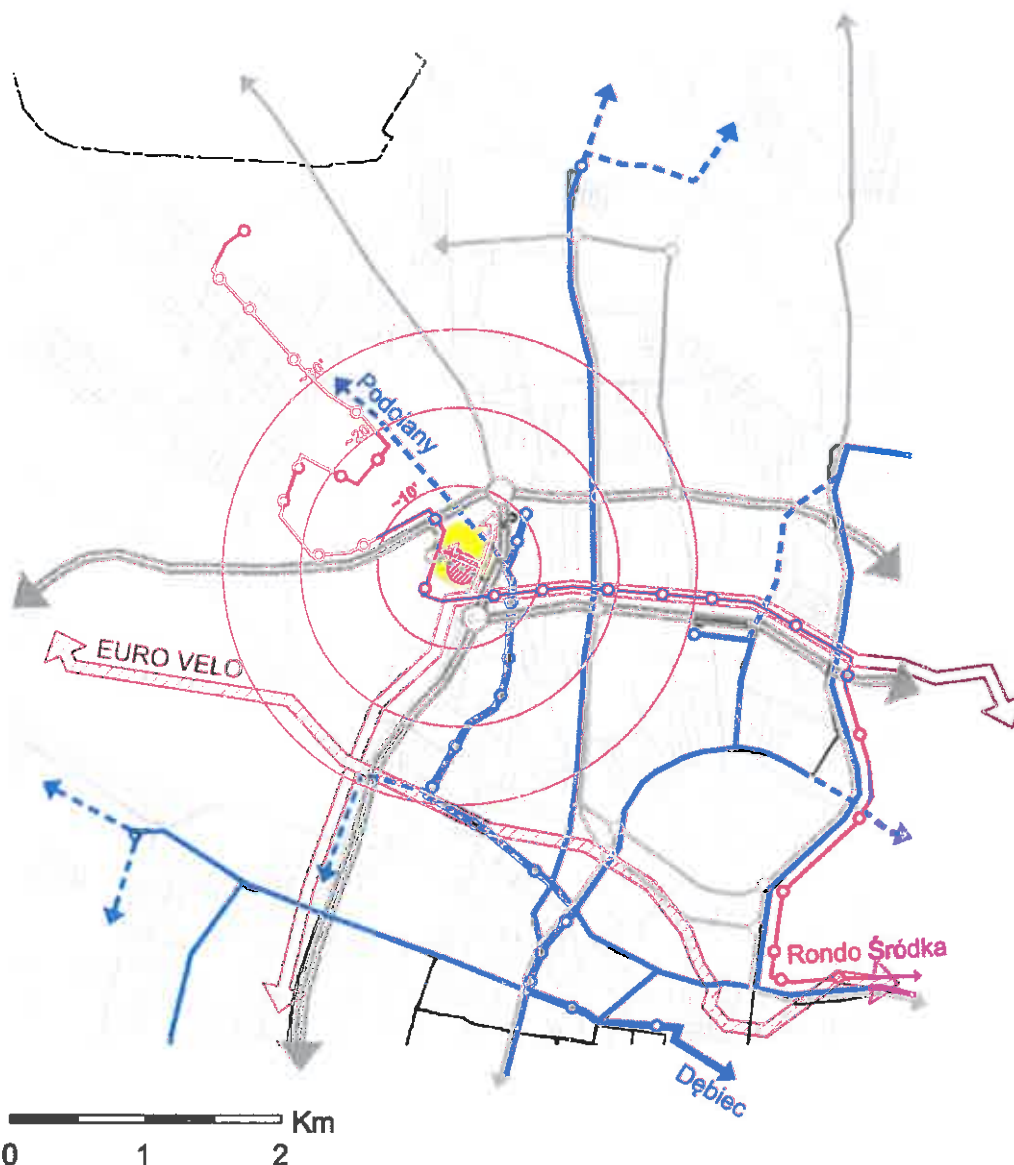 Podolany
~20'
~10'
EURO VELO
Rondo Śródka
Dębiec
Km
0 1 2